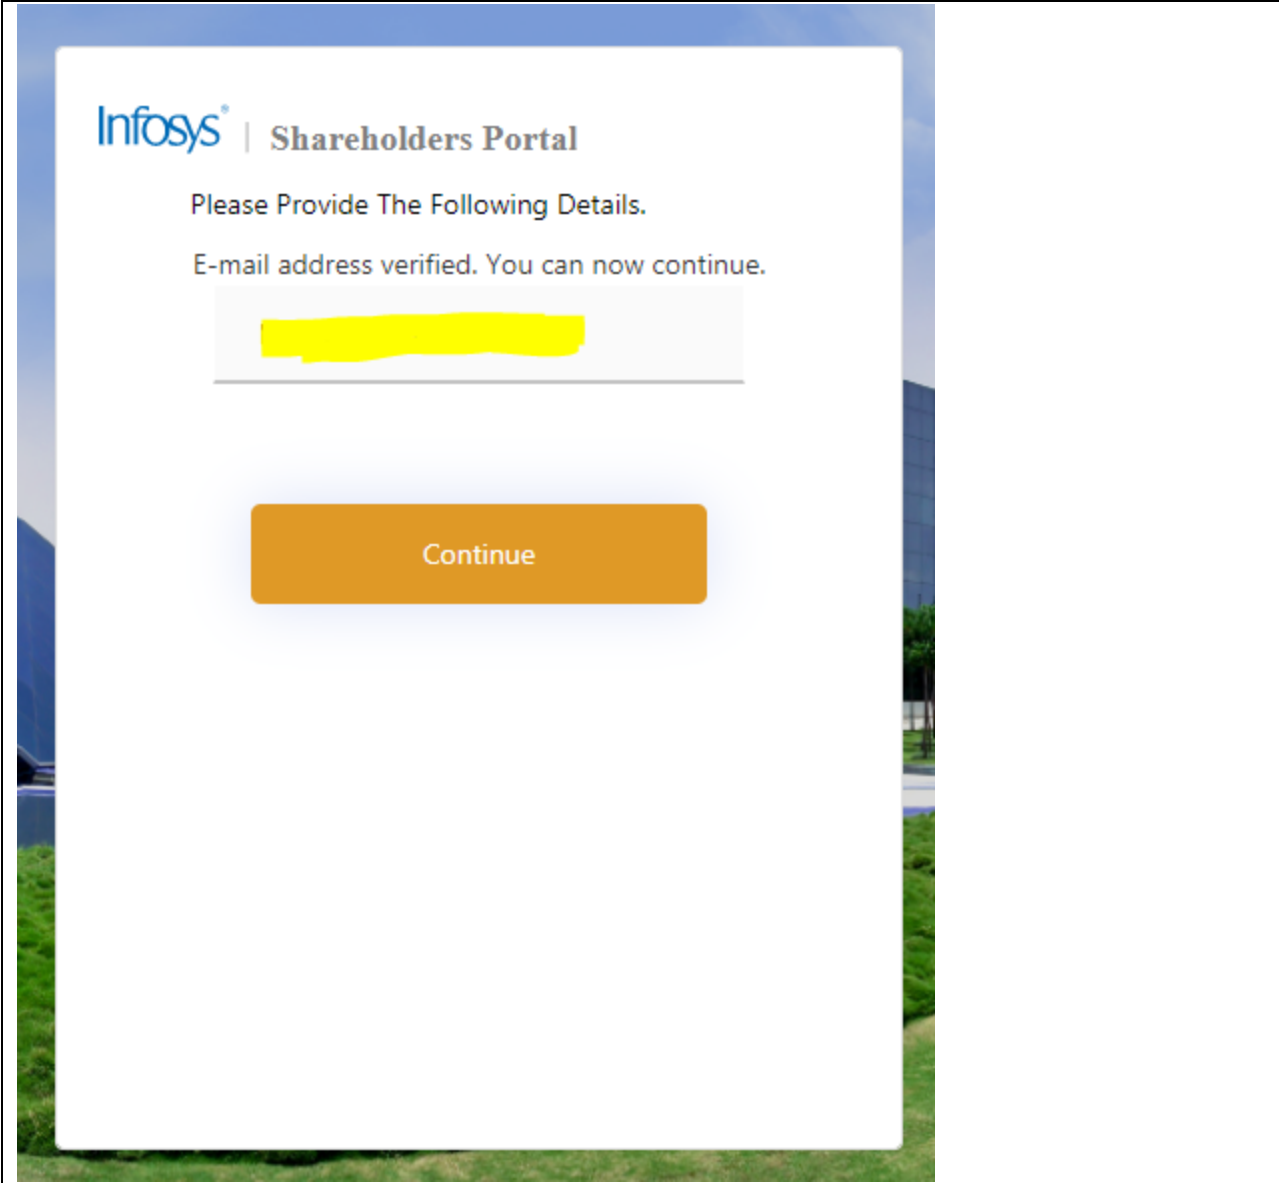 Infosys® | Shareholders Portal
Please Provide The Following Details.
E-mail address verified. You can now continue.
Continue